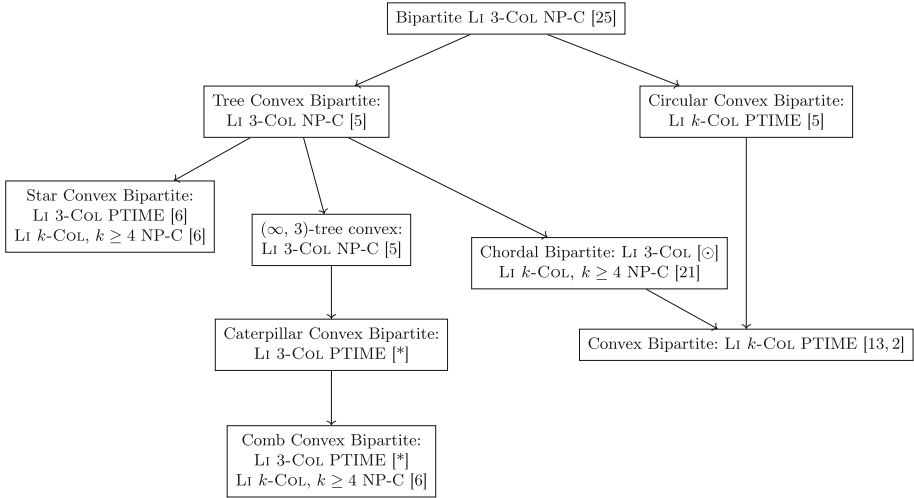 Bipartite Li 3-Col NP-C [25]
Tree Convex Bipartite:
Li 3-Col NP-C [5]
Circular Convex Bipartite:
Li k-Col PTIME [5]
Star Convex Bipartite:
Li 3-Col PTIME [6]
Li k-Col, k ≥ 4 NP-C [6]
(∞, 3)-tree convex:
Li 3-Col NP-C [5]
Chordal Bipartite: Li 3-Col [⊙]
Li k-Col, k ≥ 4 NP-C [21]
Caterpillar Convex Bipartite:
Li 3-Col PTIME [*]
Convex Bipartite: Li k-Col PTIME [13, 2]
Comb Convex Bipartite:
Li 3-Col PTIME [*]
Li k-Col, k ≥ 4 NP-C [6]